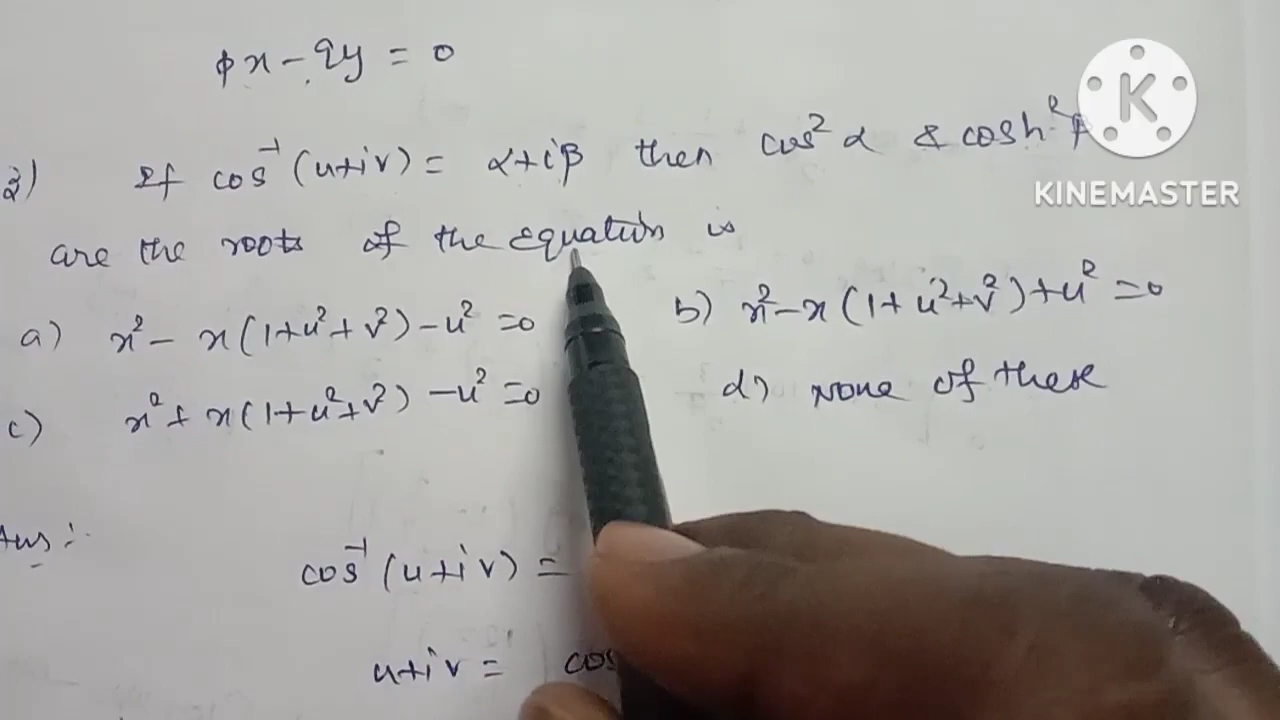 px - qy = 0
3) If cos⁻¹(u+iv) = α+iβ then cos²α & cosh²β
KINEMASTER
are the roots of the equation is
a) x² - x(1+u²+v²) - u² = 0 b) x² - x(1+u²+v²) + u² = 0
c) x² + x(1+u²+v²) - u² = 0 d) None of these
Ans :-
cos⁻¹(u+iv) =
u+iv = cos